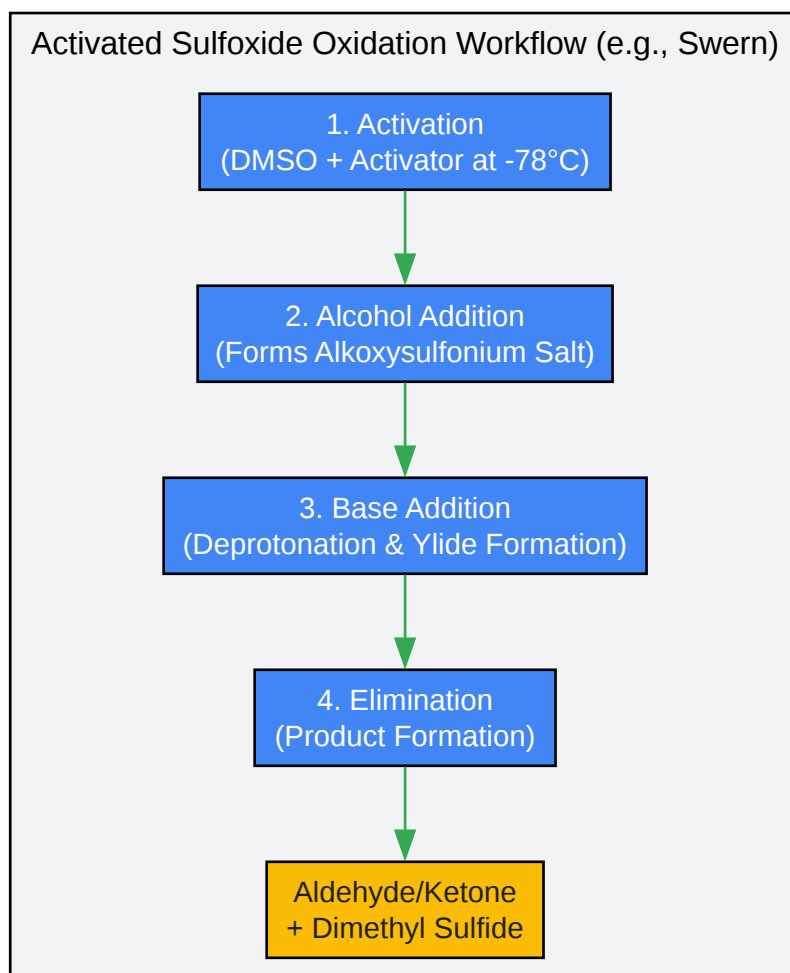 Activated Sulfoxide Oxidation Workflow (e.g., Swern)
1. Activation
(DMSO + Activator at -78°C)
2. Alcohol Addition
(Forms Alkoxysulfonium Salt)
3. Base Addition
(Deprotonation & Ylide Formation)
4. Elimination
(Product Formation)
Aldehyde/Ketone
+ Dimethyl Sulfide